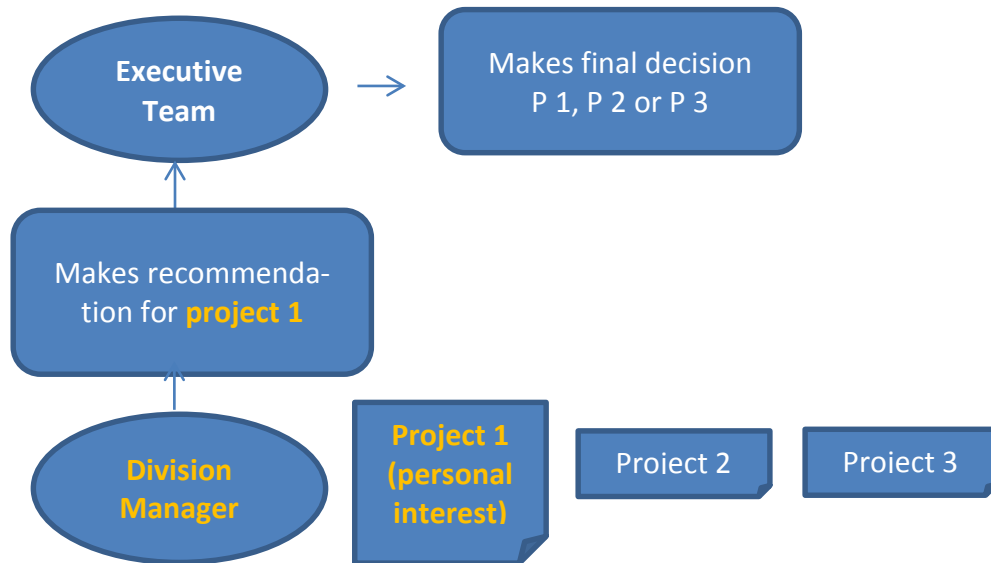 Executive
Team
Makes final decision
P 1, P 2 or P 3
Makes recommenda-
tion for project 1
Division
Manager
Project 1
(personal
interest)
Project 2
Project 3